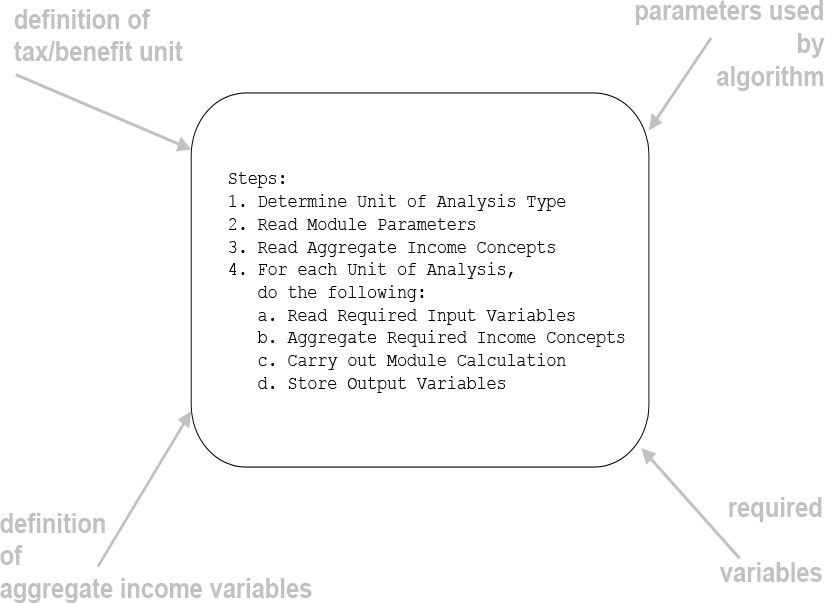 definition of
tax/benefit unit
parameters used
by
algorithm
Steps:
1. Determine Unit of Analysis Type
2. Read Module Parameters
3. Read Aggregate Income Concepts
4. For each Unit of Analysis,
do the following:
a. Read Required Input Variables
b. Aggregate Required Income Concepts
c. Carry out Module Calculation
d. Store Output Variables
definition
of
aggregate income variables
required
variables